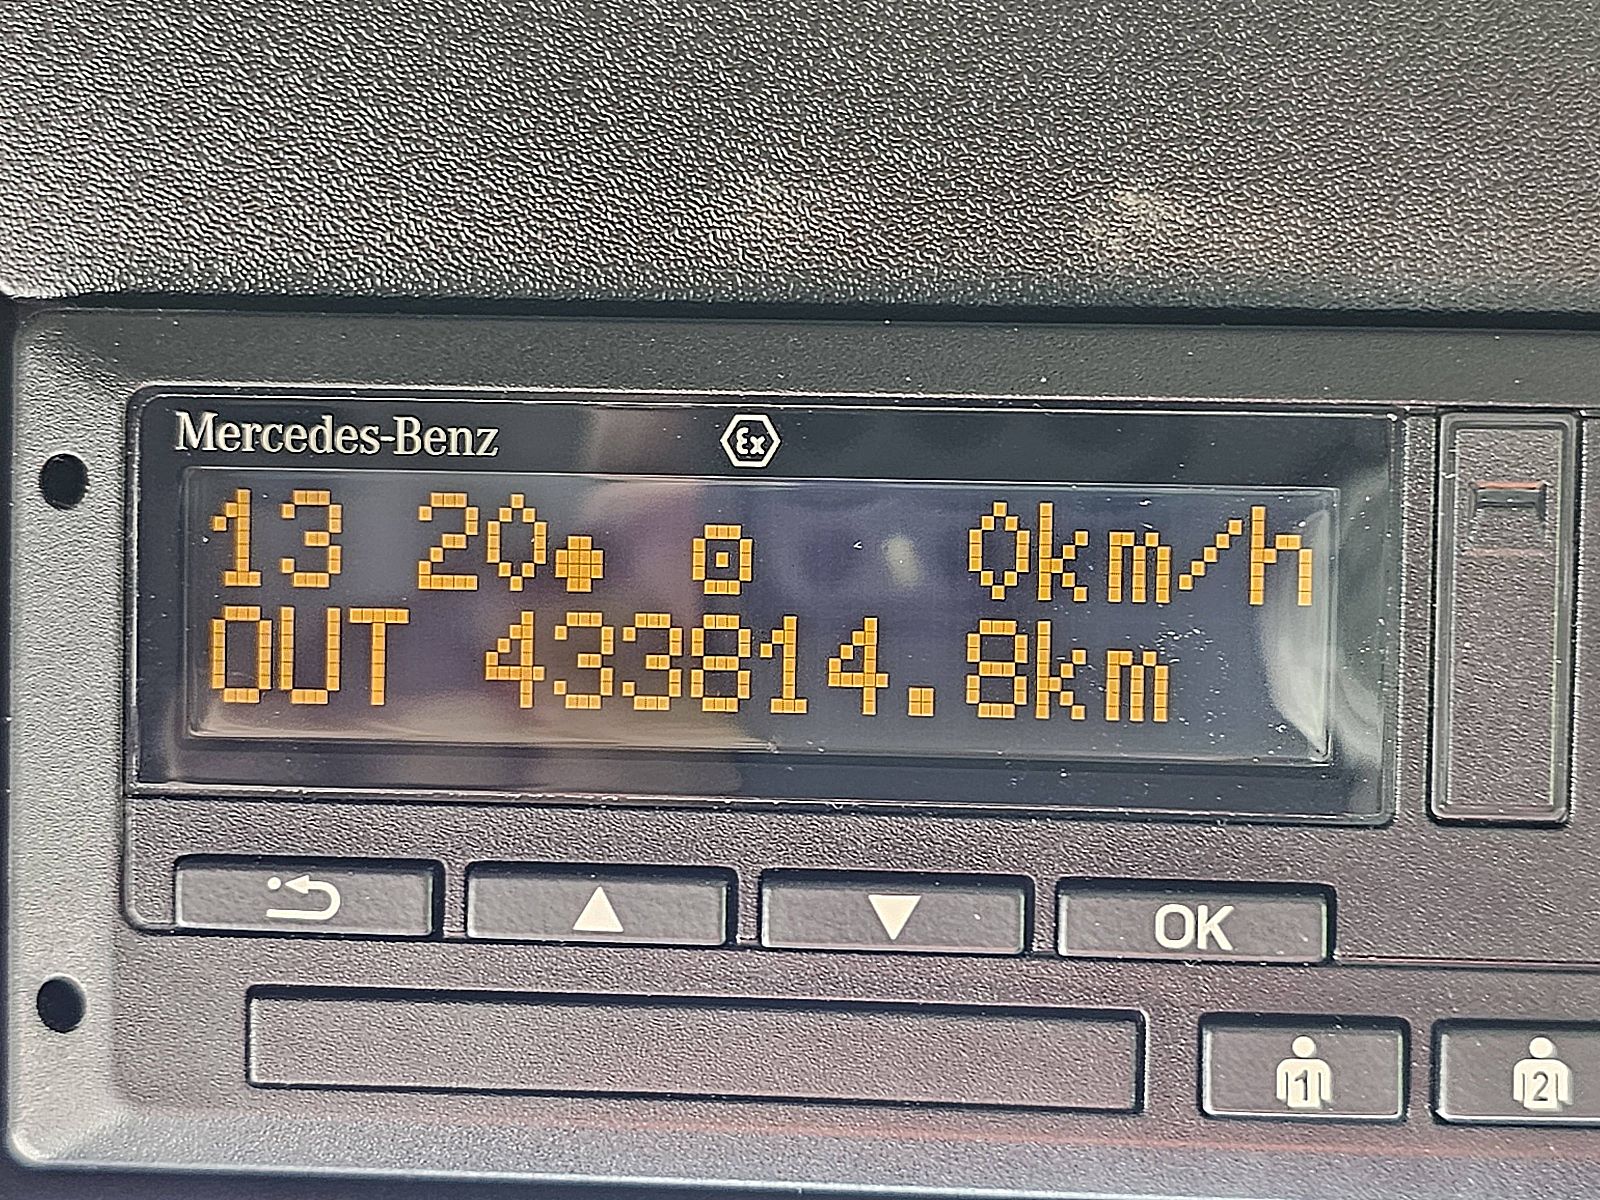 Mercedes-Benz
Ex
13 20 0km/h
OUT 433814.8km
OK
1
2